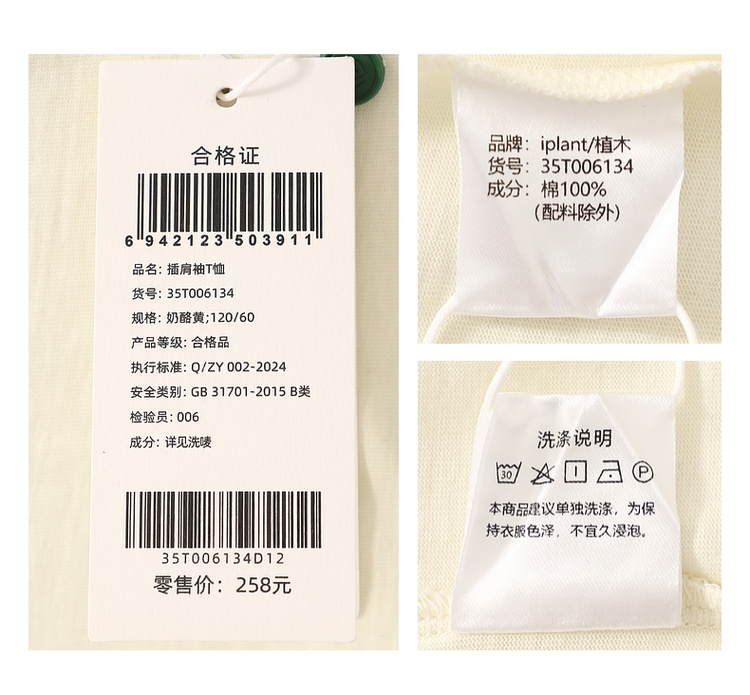 合格证
6 942123 503911
品名: 插肩袖T恤
货号: 35T006134
规格: 奶酪黄;120/60
产品等级: 合格品
执行标准: Q/ZY 002-2024
安全类别: GB 31701-2015 B类
检验员: 006
成分: 详见洗唛
35T006134D12
零售价: 258元
品牌: iplant/植木
货号: 35T006134
成分: 棉100%
(配料除外)
洗涤说明
30
P
本商品建议单独洗涤，为保
持衣服色泽，不宜久浸泡。